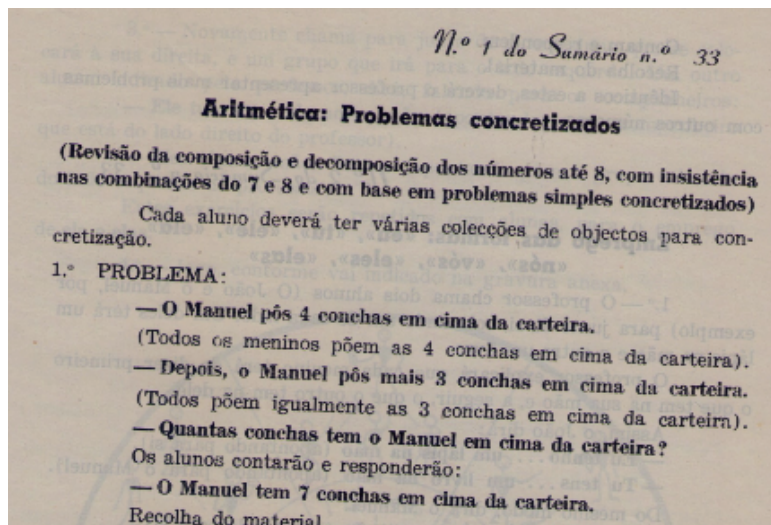 N.º 1 do Sumário n.º 33
Aritmética: Problemas concretizados
(Revisão da composição e decomposição dos números até 8, com insistência
nas combinações do 7 e 8 e com base em problemas simples concretizados)
Cada aluno deverá ter várias colecções de objectos para con-
cretização.
1.º PROBLEMA:
— O Manuel pôs 4 conchas em cima da carteira.
(Todos os meninos põem as 4 conchas em cima da carteira).
— Depois, o Manuel pôs mais 3 conchas em cima da carteira.
(Todos põem igualmente as 3 conchas em cima da carteira).
— Quantas conchas tem o Manuel em cima da carteira?
Os alunos contarão e responderão:
— O Manuel tem 7 conchas em cima da carteira.
Recolha do material